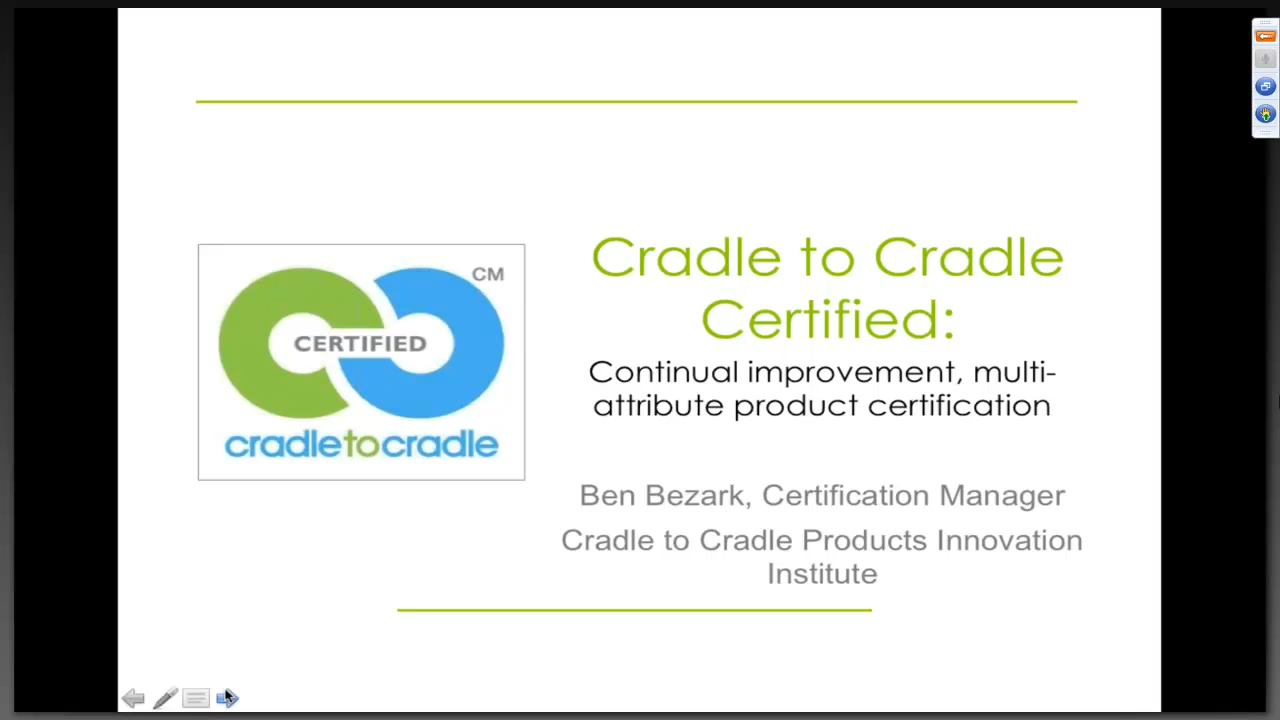 CM
CERTIFIED
cradletocradle
Cradle to Cradle
Certified:
Continual improvement, multi-
attribute product certification
Ben Bezark, Certification Manager
Cradle to Cradle Products Innovation
Institute